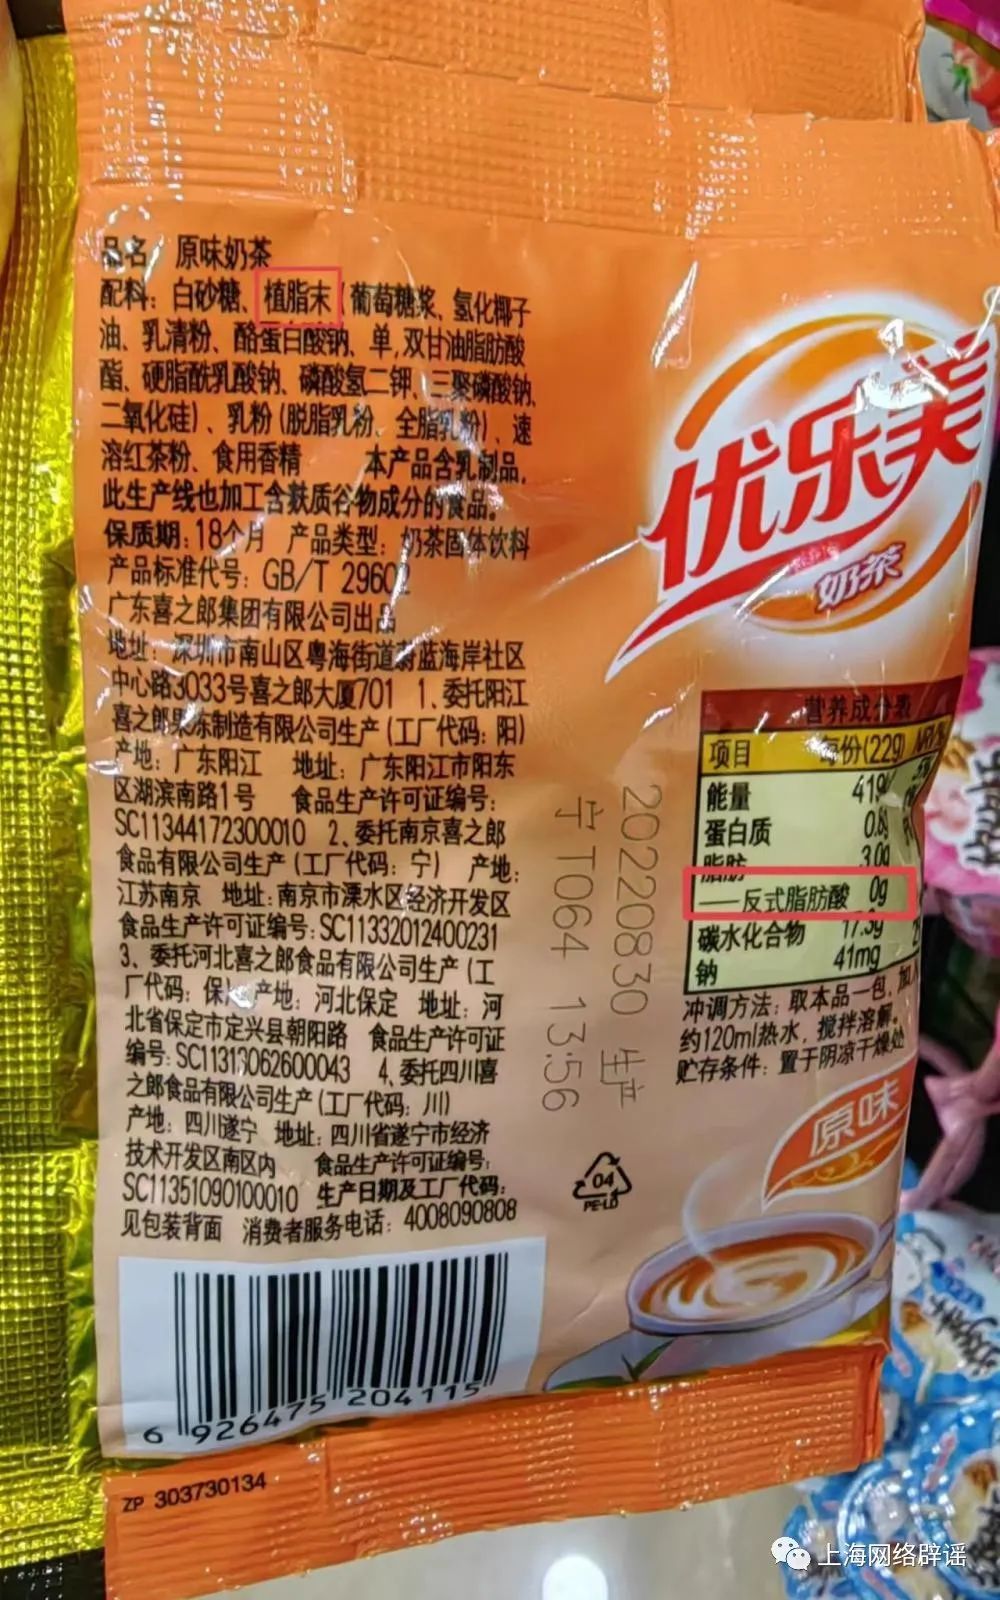 品名 原味奶茶
配料：白砂糖、植脂末（葡萄糖浆、氢化椰子
油、乳清粉、酪蛋白酸钠、单,双甘油脂肪酸
酯、硬脂酰乳酸钠、磷酸氢二钾、三聚磷酸钠、
二氧化硅）、乳粉（脱脂乳粉、全脂乳粉）、速
溶红茶粉、食用香精 本产品含乳制品，
此生产线也加工含麸质谷物成分的食品。
保质期：18个月 产品类型：奶茶固体饮料
产品标准代号：GB/T 29602
广东喜之郎集团有限公司出品
地址：深圳市南山区粤海街道蔚蓝海岸社区
中心路3033号喜之郎大厦701 1、委托阳江
喜之郎果冻制造有限公司生产（工厂代码：阳）
产地：广东阳江 地址：广东阳江市阳东
区湖滨南路1号 食品生产许可证编号：
SC11344172300010 2、委托南京喜之郎
食品有限公司生产（工厂代码：宁） 产地：
江苏南京 地址：南京市溧水区经济开发区
食品生产许可证编号：SC11332012400231
3、委托河北喜之郎食品有限公司生产（工
厂代码：保） 产地：河北保定 地址：河
北省保定市定兴县朝阳路 食品生产许可证
编号：SC11313062600043 4、委托四川喜
之郎食品有限公司生产（工厂代码：川）
产地：四川遂宁 地址：四川省遂宁市经济
技术开发区南区内 食品生产许可证编号：
SC11351090100010 生产日期及工厂代码：
见包装背面 消费者服务电话：4008090808
6 926475 204115
ZP 303730134
20220830 生产
宁T064 13:56
04
PE-LD
优乐美
奶茶
营养成分表
项目 每份(22g) NRV%
能量 419
蛋白质 0.8g
脂肪 3.0g
——反式脂肪酸 0g
碳水化合物 17.3g
钠 41mg
冲调方法：取本品一包，加入
约120ml热水，搅拌溶解。
贮存条件：置于阴凉干燥处
原味
上海网络辟谣